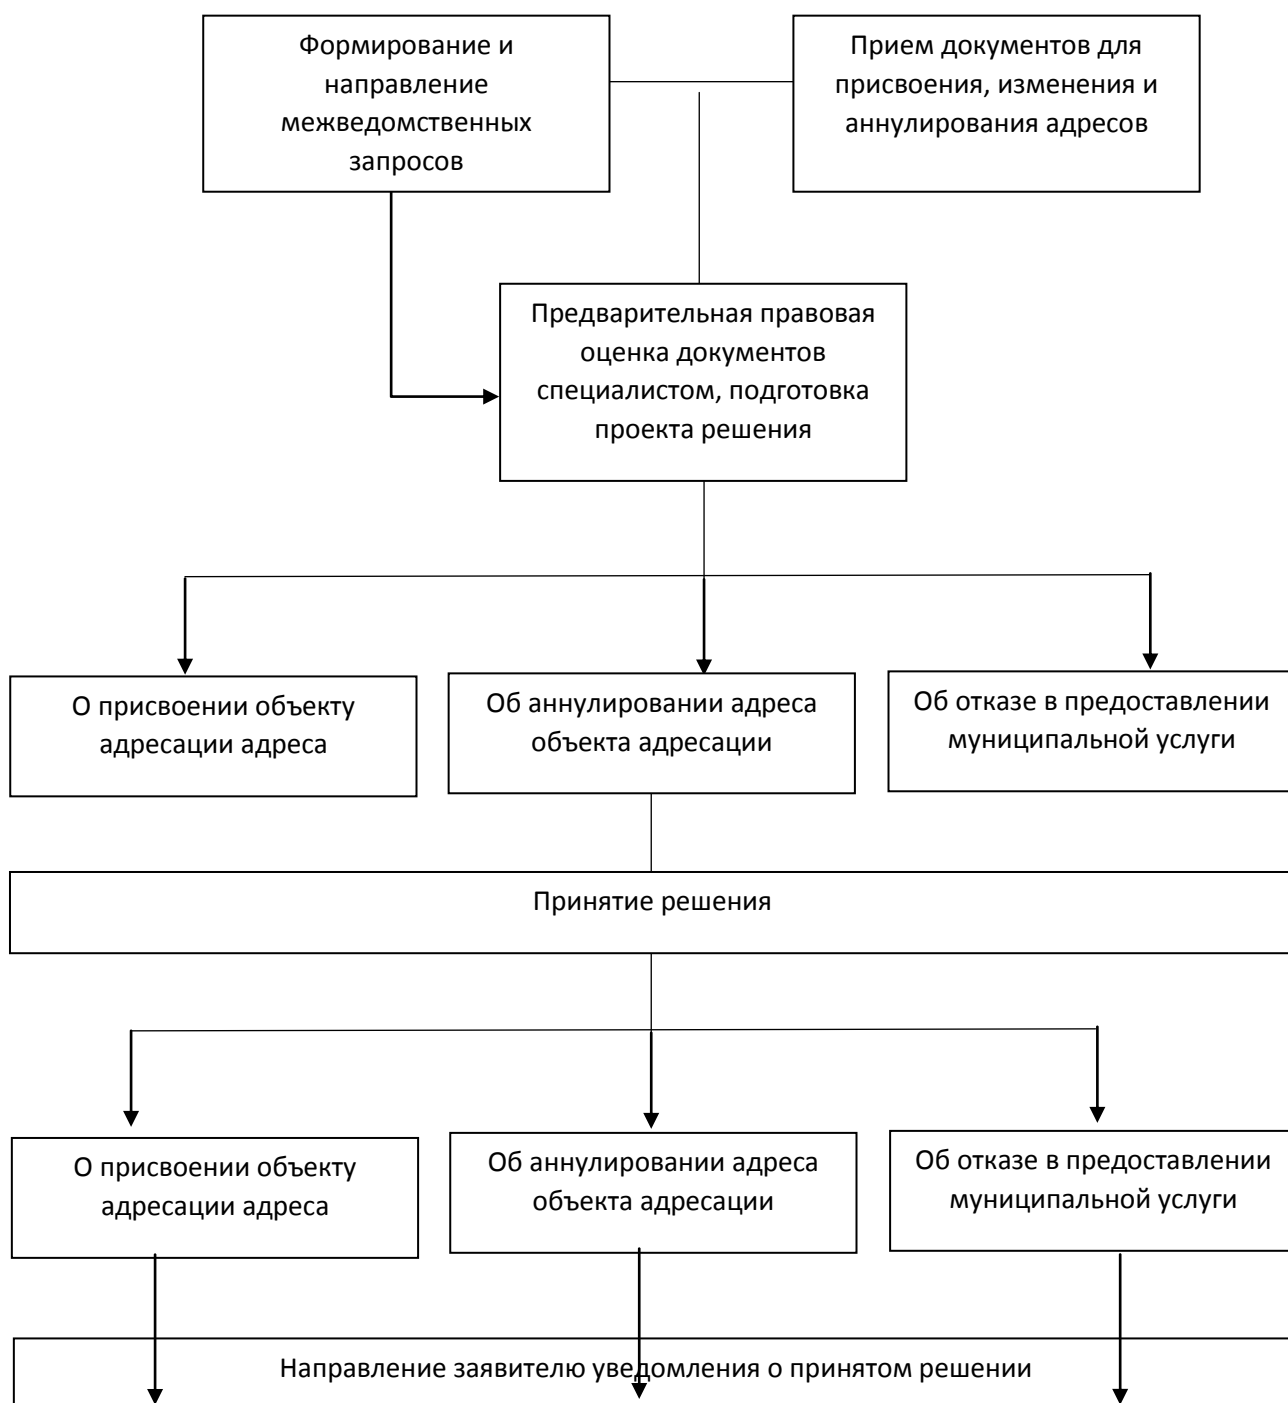 Формирование и
направление
межведомственных
запросов
Прием документов для
присвоения, изменения и
аннулирования адресов
Предварительная правовая
оценка документов
специалистом, подготовка
проекта решения
О присвоении объекту
адресации адреса
Об аннулировании адреса
объекта адресации
Об отказе в предоставлении
муниципальной услуги
Принятие решения
О присвоении объекту
адресации адреса
Об аннулировании адреса
объекта адресации
Об отказе в предоставлении
муниципальной услуги
Направление заявителю уведомления о принятом решении